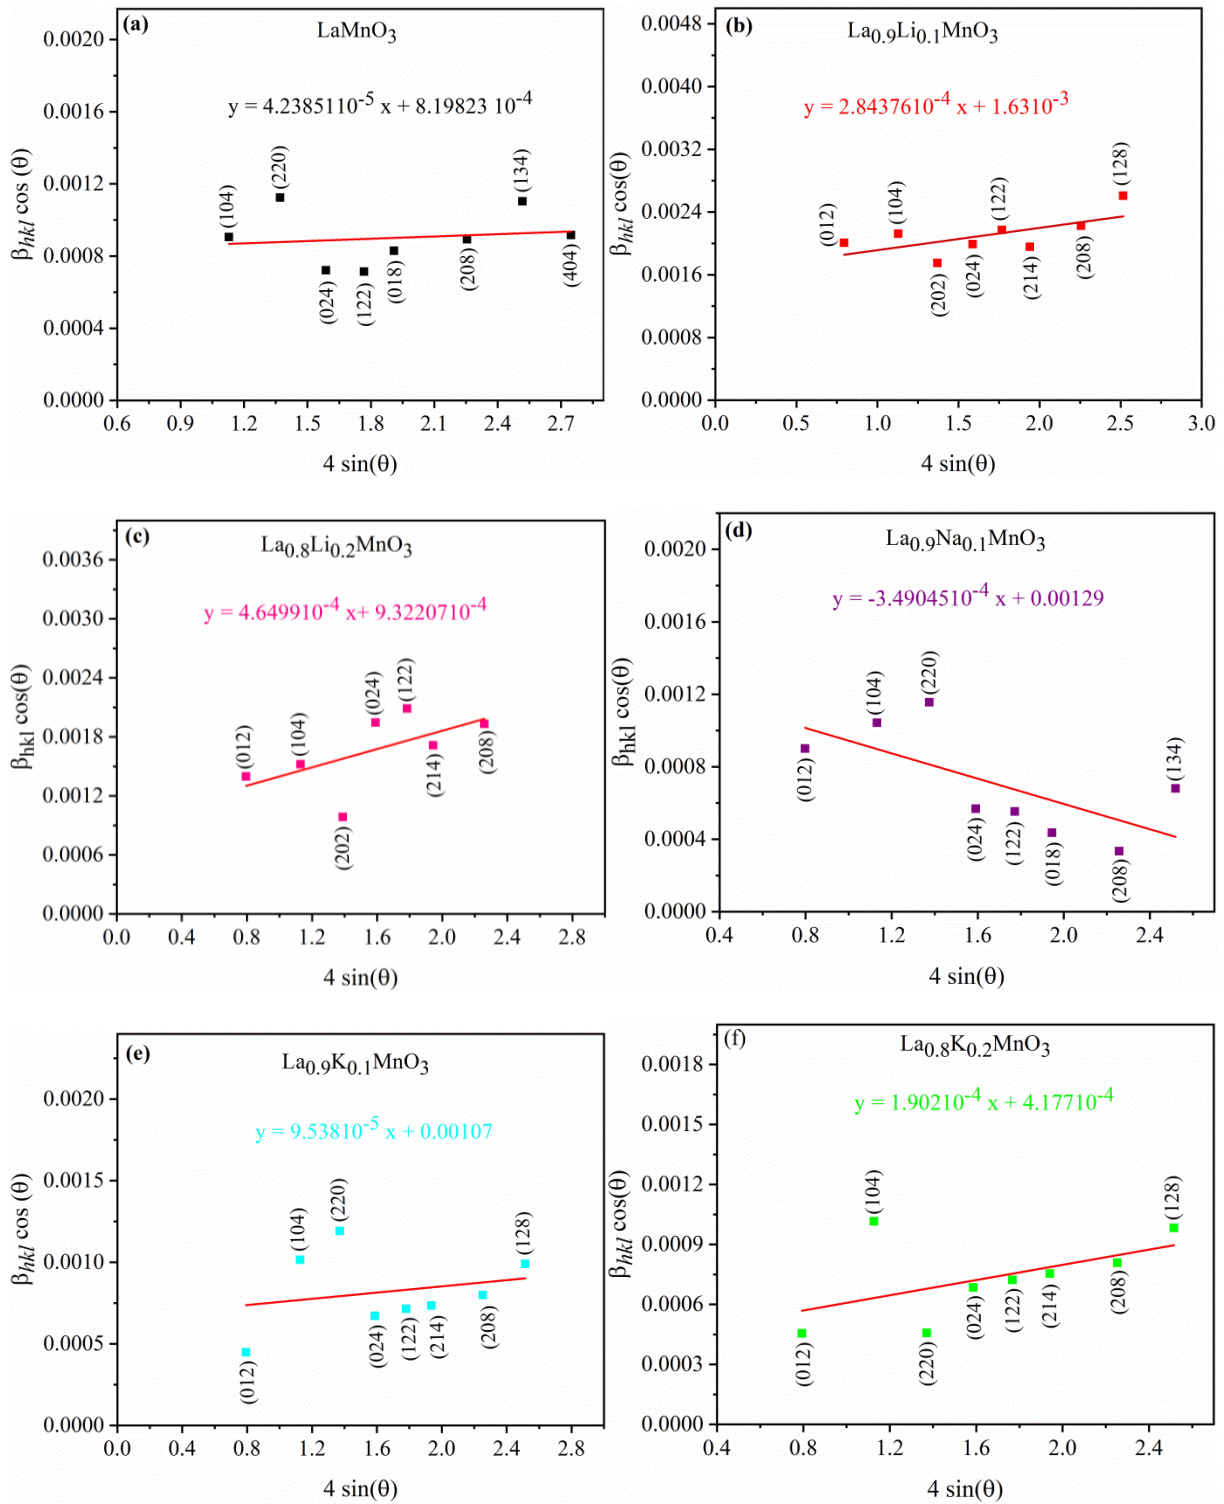 (a)
LaMnO3
y = 4.2385110-5 x + 8.19823 10-4
(104)
(220)
(024)
(122)
(018)
(208)
(134)
(404)
βhkl cos (θ)
0.0020
0.0016
0.0012
0.0008
0.0004
0.0000
0.6 0.9 1.2 1.5 1.8 2.1 2.4 2.7
4 sin(θ)
(b)
La0.9Li0.1MnO3
y = 2.8437610-4 x + 1.6310-3
(012)
(104)
(202)
(024)
(122)
(214)
(208)
(128)
βhkl cos(θ)
0.0048
0.0040
0.0032
0.0024
0.0016
0.0008
0.0000
0.0 0.5 1.0 1.5 2.0 2.5 3.0
4 sin(θ)
(c)
La0.8Li0.2MnO3
y = 4.649910-4 x+ 9.3220710-4
(012)
(104)
(202)
(024)
(122)
(214)
(208)
βhkl cos(θ)
0.0036
0.0030
0.0024
0.0018
0.0012
0.0006
0.0000
0.0 0.4 0.8 1.2 1.6 2.0 2.4 2.8
4 sin(θ)
(d)
La0.9Na0.1MnO3
y = -3.4904510-4 x + 0.00129
(012)
(104)
(220)
(024)
(122)
(018)
(208)
(134)
βhkl cos(θ)
0.0020
0.0016
0.0012
0.0008
0.0004
0.0000
0.4 0.8 1.2 1.6 2.0 2.4
4 sin(θ)
(e)
La0.9K0.1MnO3
y = 9.53810-5 x + 0.00107
(012)
(104)
(220)
(024)
(122)
(214)
(208)
(128)
βhkl cos (θ)
0.0020
0.0015
0.0010
0.0005
0.0000
0.0 0.4 0.8 1.2 1.6 2.0 2.4 2.8
4 sin(θ)
(f)
La0.8K0.2MnO3
y = 1.90210-4 x + 4.17710-4
(012)
(104)
(220)
(024)
(122)
(214)
(208)
(128)
βhkl cos(θ)
0.0018
0.0015
0.0012
0.0009
0.0006
0.0003
0.0000
0.4 0.8 1.2 1.6 2.0 2.4
4 sin(θ)